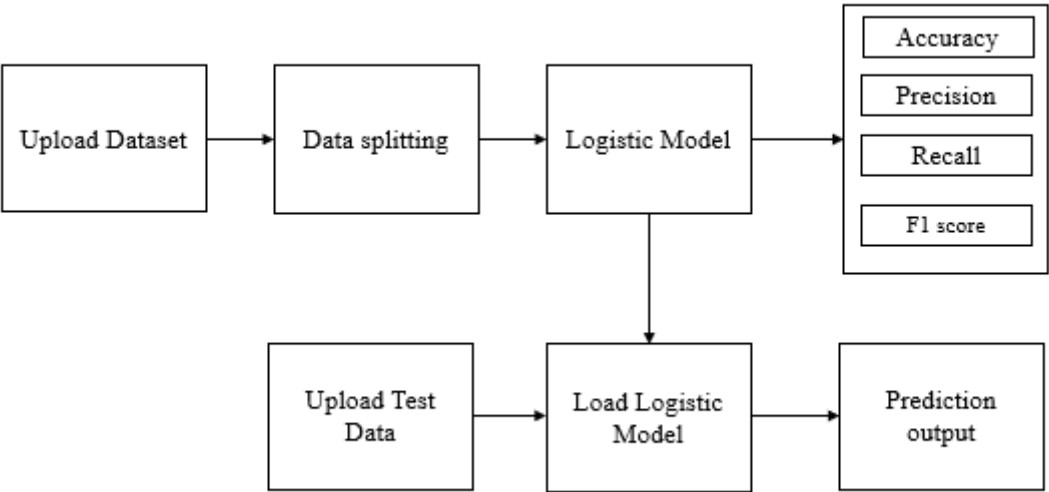 Upload Dataset
Data splitting
Logistic Model
Accuracy
Precision
Recall
F1 score
Upload Test
Data
Load Logistic
Model
Prediction
output